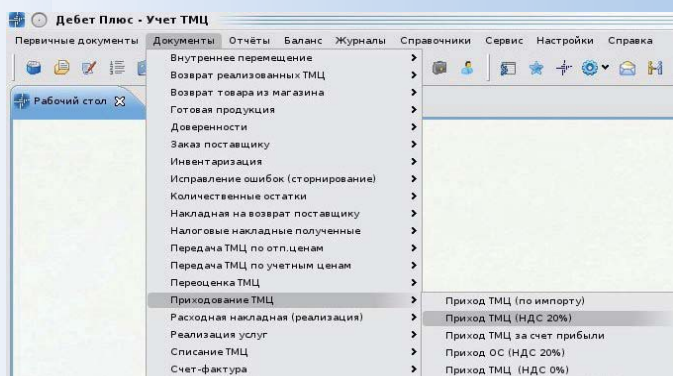 Дебет Плюс - Учет ТМЦ
Первичные документы Документы Отчёты Баланс Журналы Справочники Сервис Настройки Справка
Рабочий стол
Внутреннее перемещение
Возврат реализованных ТМЦ
Возврат товара из магазина
Готовая продукция
Доверенности
Заказ поставщику
Инвентаризация
Исправление ошибок (сторнирование)
Количественные остатки
Накладная на возврат поставщику
Налоговые накладные полученные
Передача ТМЦ по отп.ценам
Передача ТМЦ по учетным ценам
Переоценка ТМЦ
Приходование ТМЦ
Расходная накладная (реализация)
Реализация услуг
Списание ТМЦ
Счет-фактура
Приход ТМЦ (по импорту)
Приход ТМЦ (НДС 20%)
Приход ТМЦ за счет прибыли
Приход ОС (НДС 20%)
Приход ТМЦ (НДС 0%)